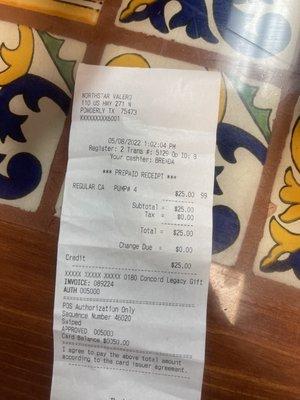 NORTHSTAR VALERO
110 US HWY 271 N
POWDERLY TX 75473
XXXXXXXXX6001
05/08/2022 1:02:04 PM
Register: 2 Trans #: 5129 Op ID: 3
Your cashier: BRENDA
*** PREPAID RECEIPT ***
REGULAR CA PUMP# 4 $25.00 99
Subtotal = $25.00
Tax = $0.00
Total = $25.00
Change Due = $0.00
Credit $25.00
XXXXX XXXXX XXXXX 0180 Concord Legacy Gift
INVOICE: 089224
AUTH 005000
POS Authorization Only
Sequence Number 46020
Swiped
APPROVED 005000
Card Balance $0350.00
I agree to pay the above total amount
according to the card issuer agreement.